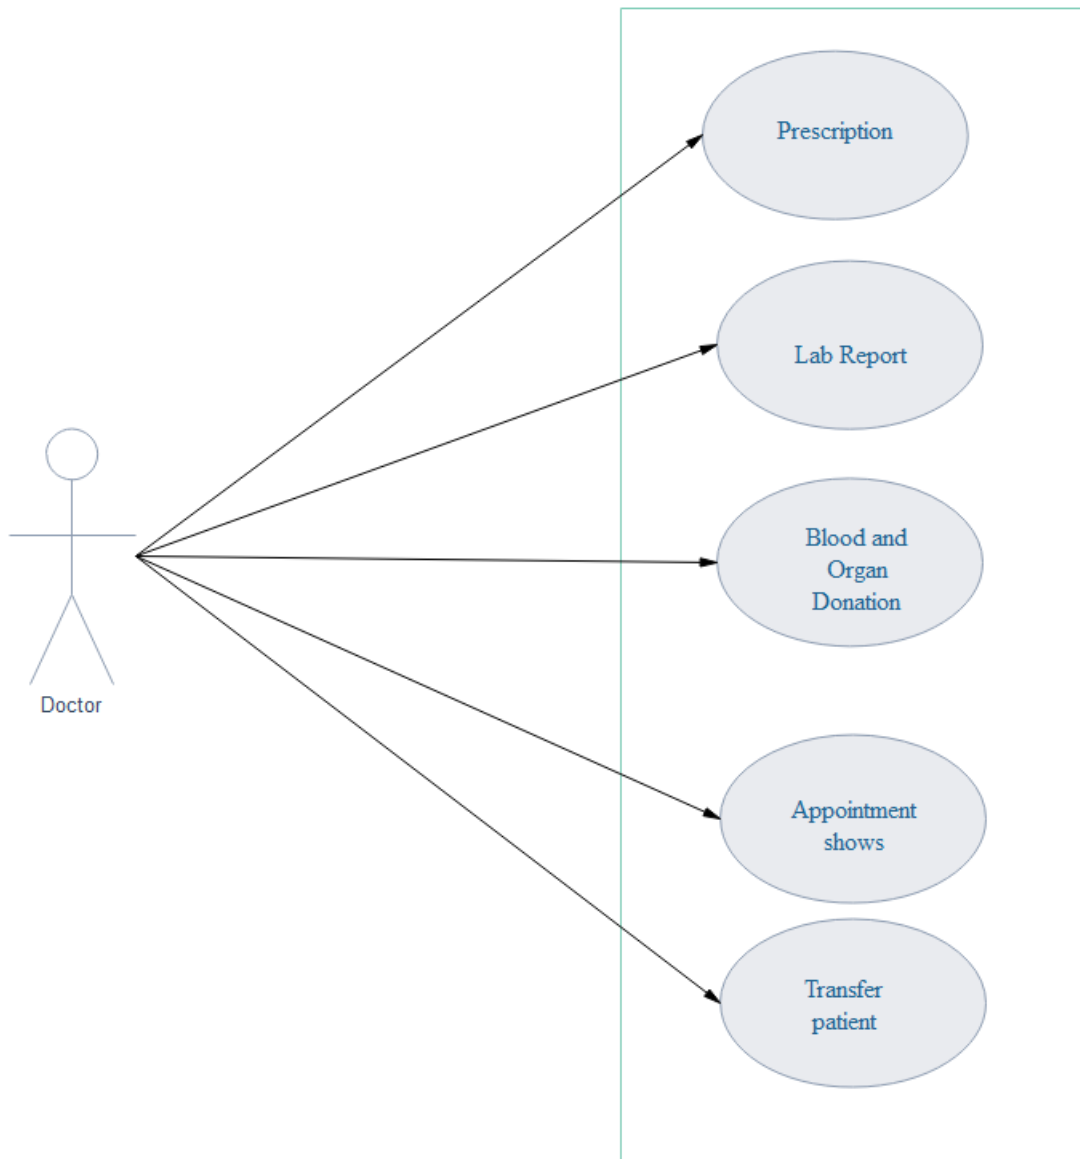 Prescription
Lab Report
Blood and
Organ
Donation
Doctor
Appointment
shows
Transfer
patient